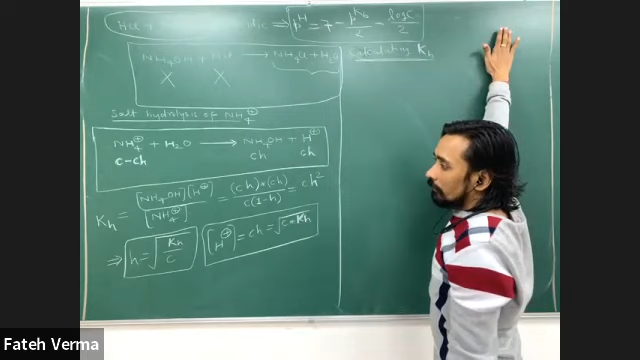 ⇒ pH = 7 - pKb/2 - logC/2
NH4OH + HCl → NH4Cl + H2O
X X
Calculating Kh
Salt hydrolysis of NH4⊕
NH4⊕ + H2O → NH4OH + H⊕
c-ch ch ch
Kh = [NH4OH][H⊕]/[NH4⊕] = (ch)*(ch)/c(1-h) = ch²
⇒ h = √(Kh/c) [H⊕] = ch = √(c*Kh)
Fateh Verma